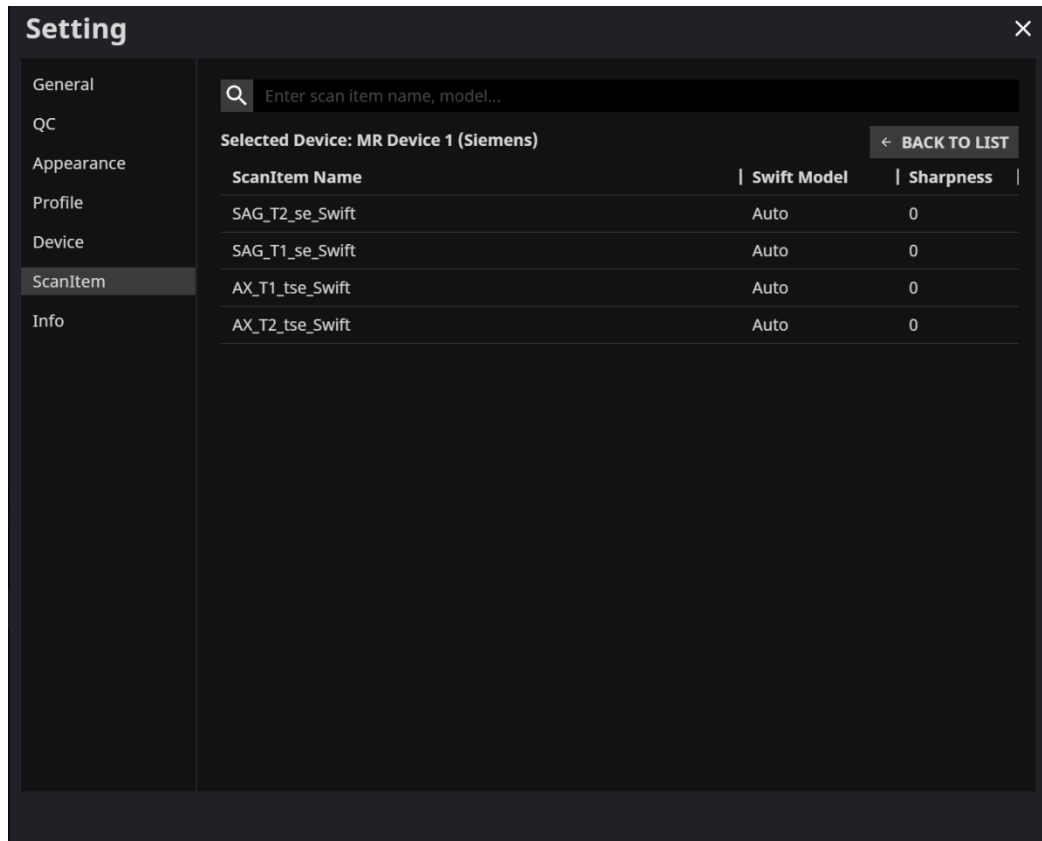 Setting
General
QC
Appearance
Profile
Device
ScanItem
Info
Enter scan item name, model...
Selected Device: MR Device 1 (Siemens)
← BACK TO LIST
ScanItem Name | Swift Model | Sharpness |
SAG_T2_se_Swift Auto 0
SAG_T1_se_Swift Auto 0
AX_T1_tse_Swift Auto 0
AX_T2_tse_Swift Auto 0